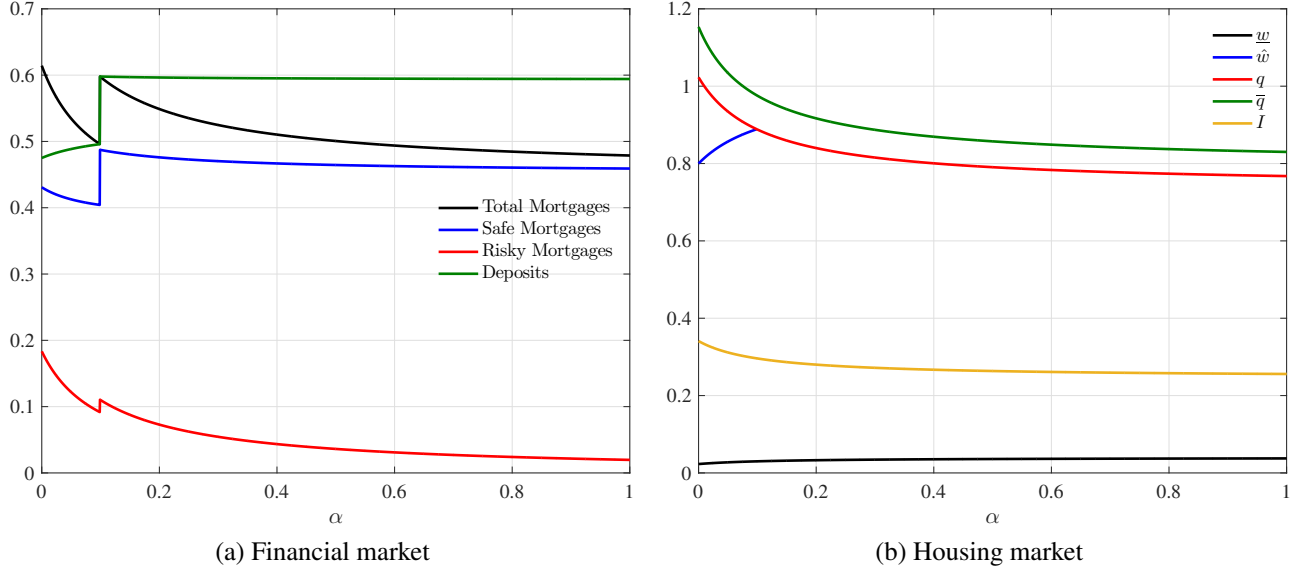 0.7
0.6
0.5
0.4
0.3
0.2
0.1
0
0 0.2 0.4 0.6 0.8 1
α
Total Mortgages
Safe Mortgages
Risky Mortgages
Deposits
(a) Financial market
1.2
1
0.8
0.6
0.4
0.2
0
0 0.2 0.4 0.6 0.8 1
α
w̲
ŵ
q
q̅
I
(b) Housing market